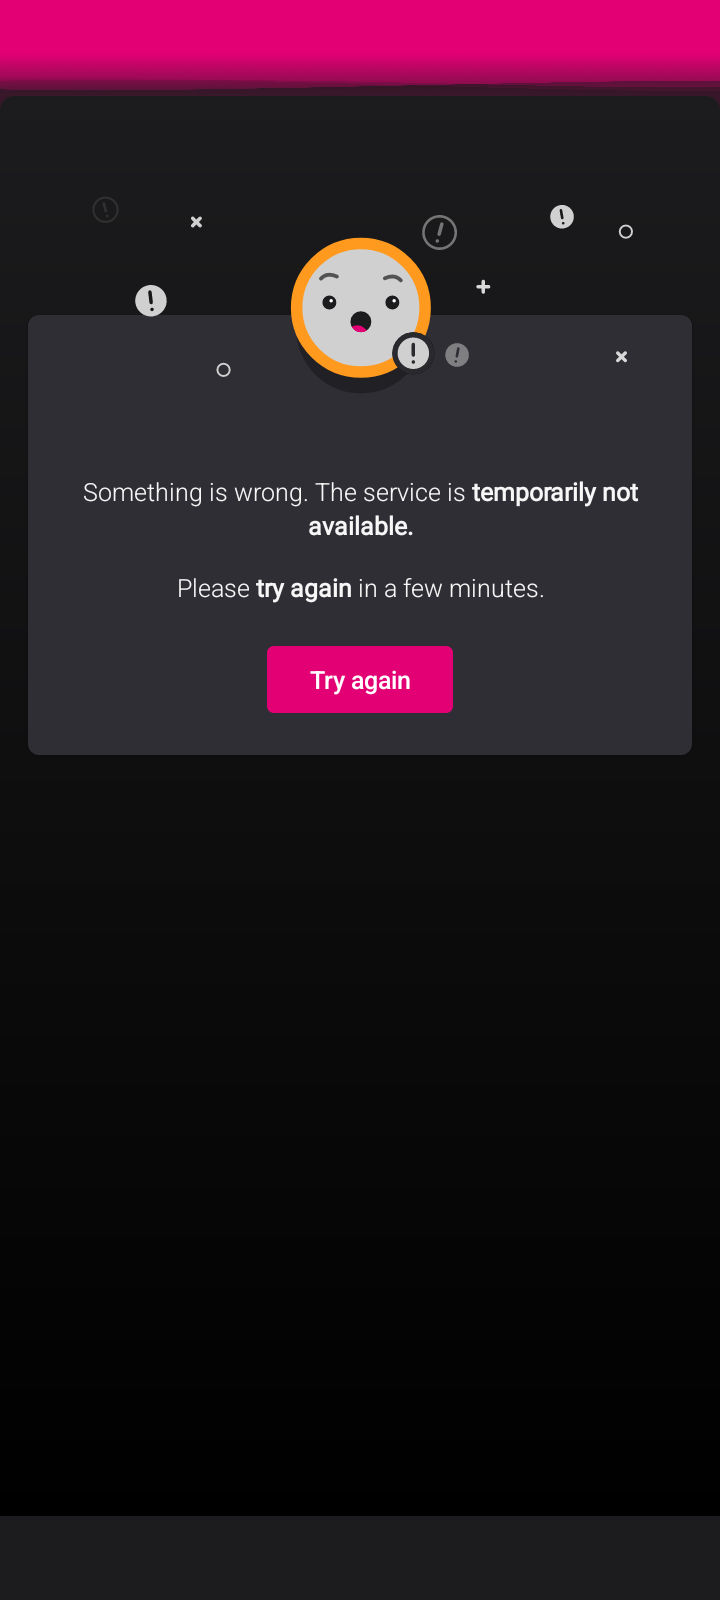 Something is wrong. The service is temporarily not
available.
Please try again in a few minutes.
Try again